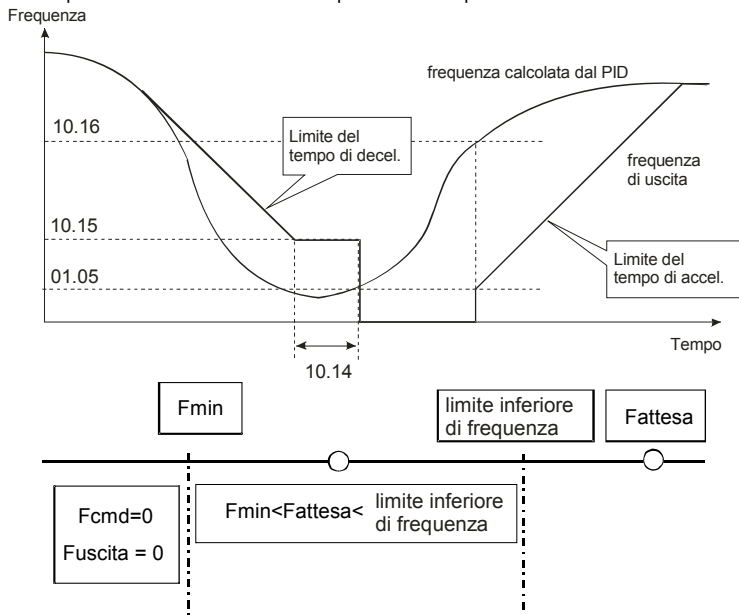 Frequenza
frequenza calcolata dal PID
10.16
Limite del
tempo di decel.
frequenza
di uscita
10.15
01.05
Limite del
tempo di accel.
Tempo
10.14
Fmin
limite inferiore
di frequenza
Fattesa
Fcmd=0
Fuscita = 0
Fmin<Fattesa< limite inferiore
di frequenza